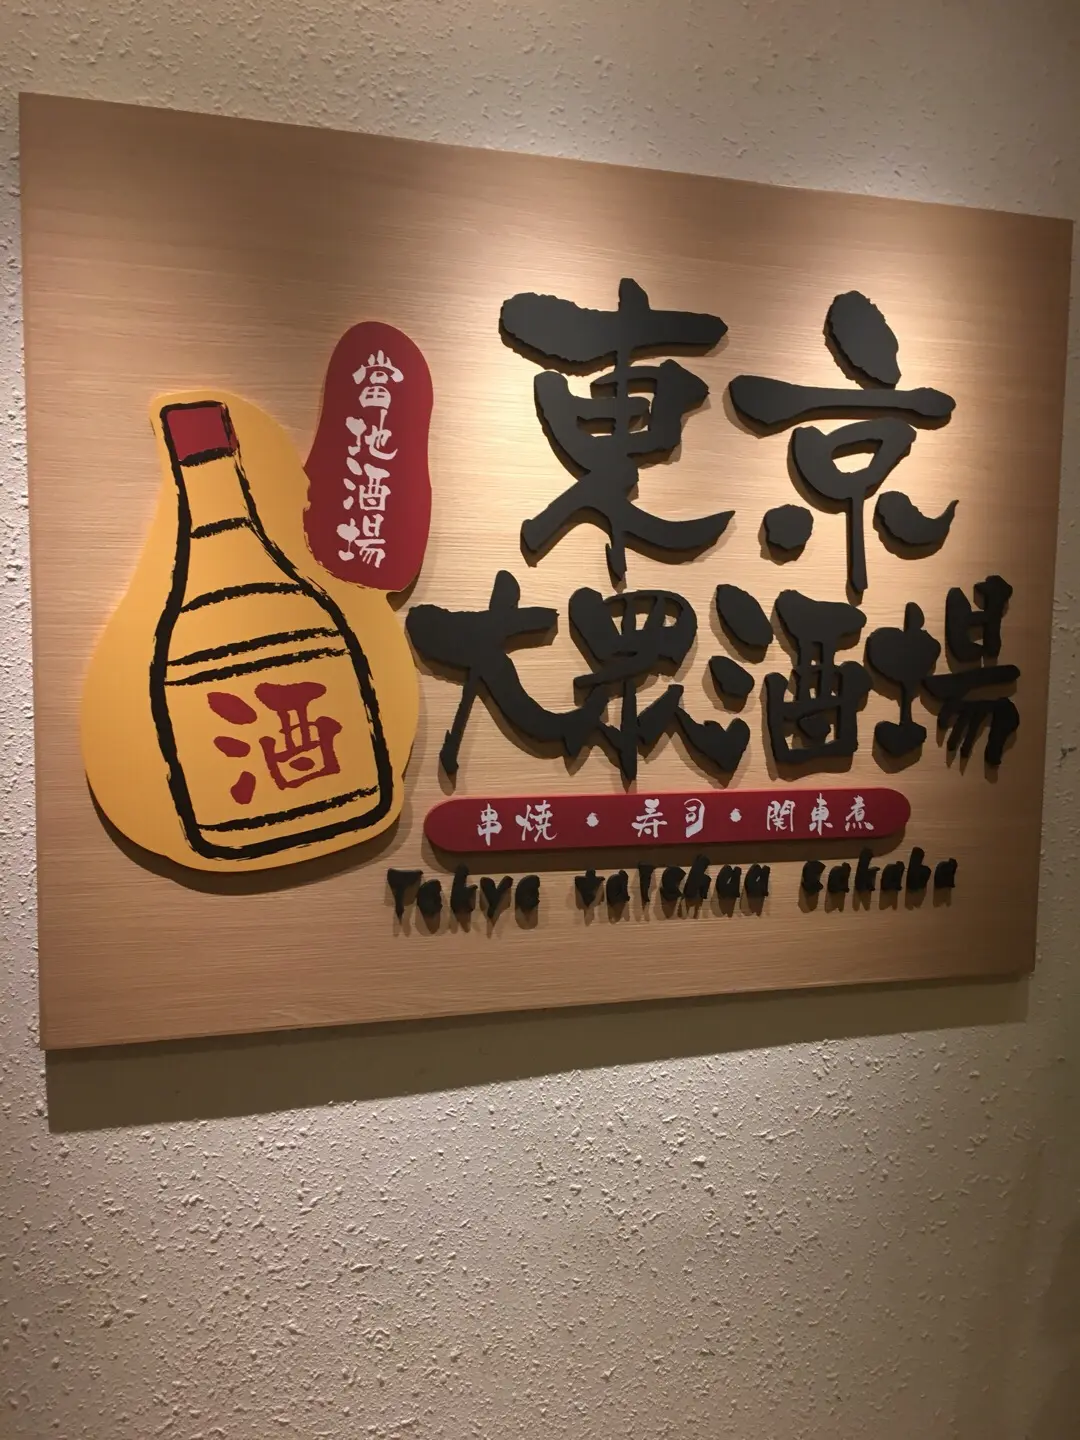 東京
大眾酒場
當地酒場
酒
串焼・寿司・関東煮
Tokyo taishuu sakaba